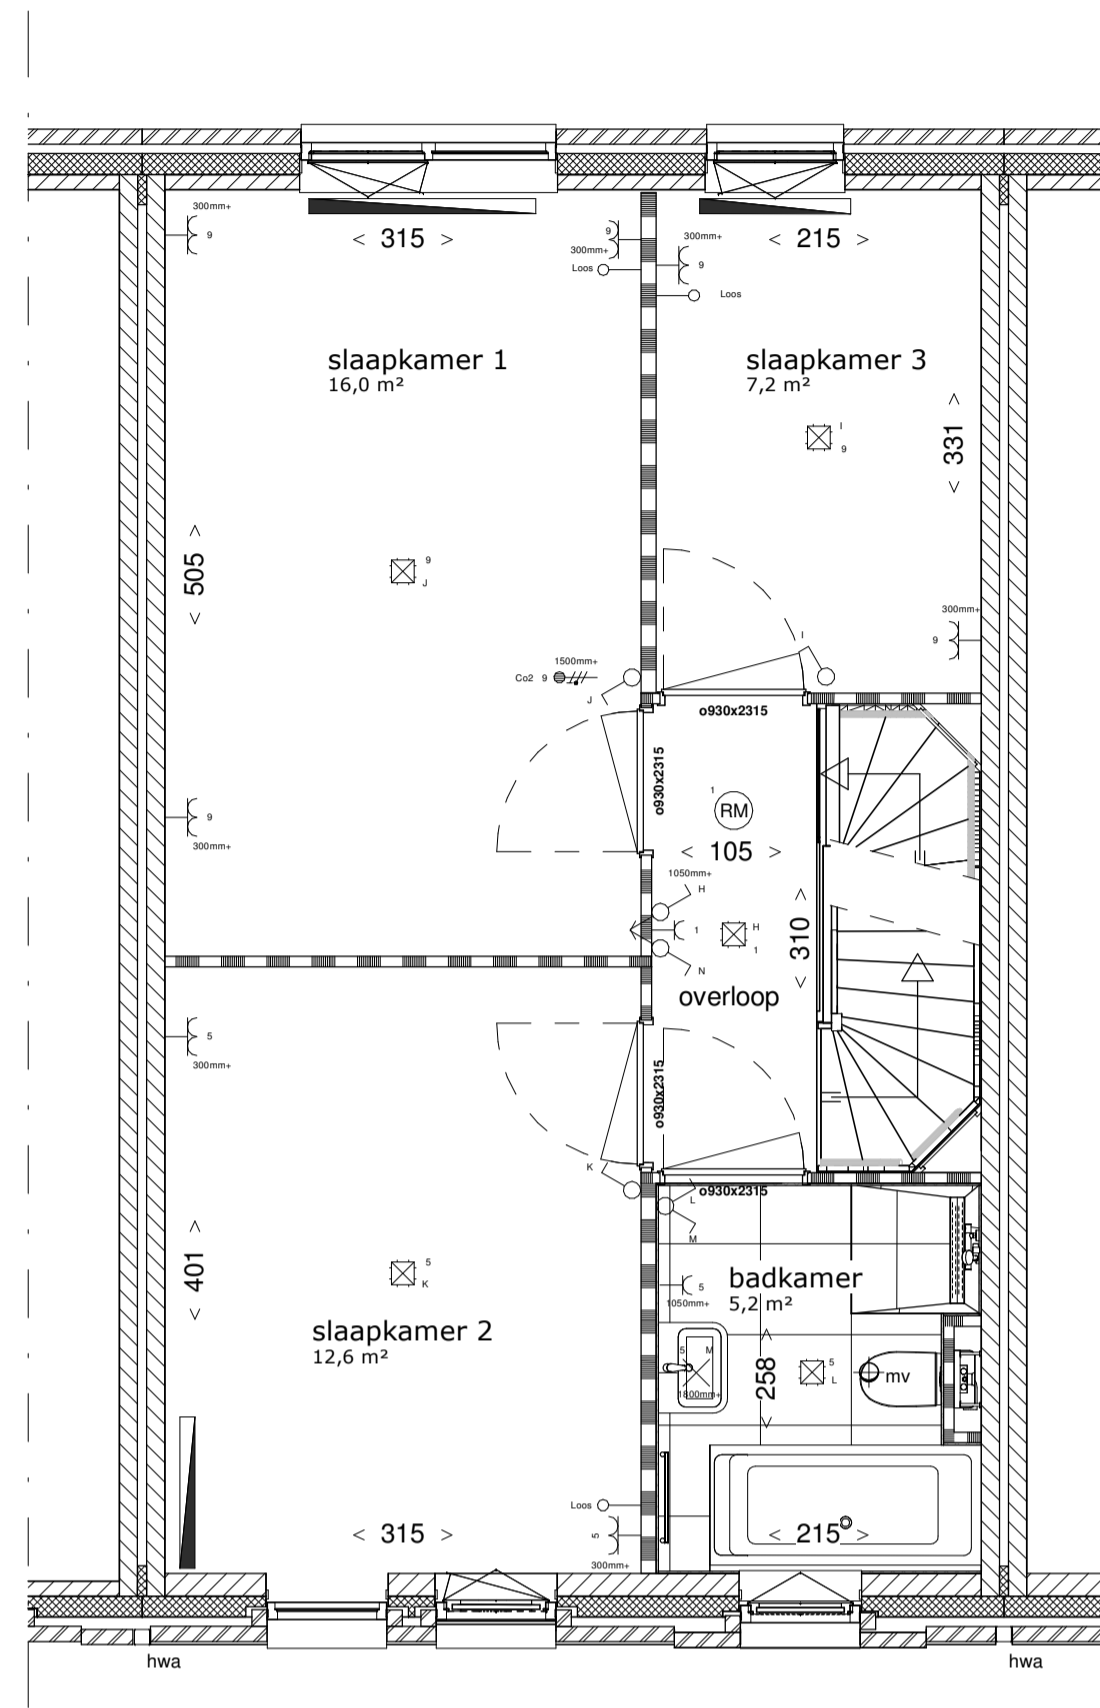 300mm+
9
< 315 >
9
300mm+
Loos
300mm+
9
Loos
< 215 >
slaapkamer 1
16,0 m²
slaapkamer 3
7,2 m²
I
9
< 331 >
< 505 >
9
J
300mm+
9
I
1500mm+
Co2 9
J
o930x2315
o930x2315
1
RM
< 105 >
9
300mm+
1050mm+
H
1
N
H
1
< 310 >
overloop
5
300mm+
o930x2315
K
o930x2315
L
M
< 401 >
5
K
slaapkamer 2
12,6 m²
badkamer
5,2 m²
5
1050mm+
5 M
1800mm+
< 258 >
5
L
mv
Loos
5
300mm+
< 315 >
< 215 >
hwa
hwa